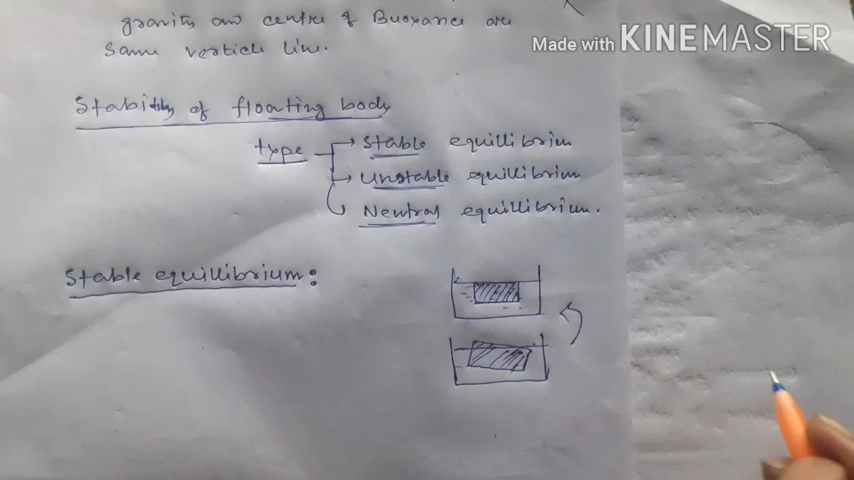 gravity and centre of Buoyance are
Made with KINEMASTER
same verticle line.
Stability of floating body
type → Stable equillibrium
→ Unstable equillibrium
Neutral equillibrium.
Stable equillibrium: